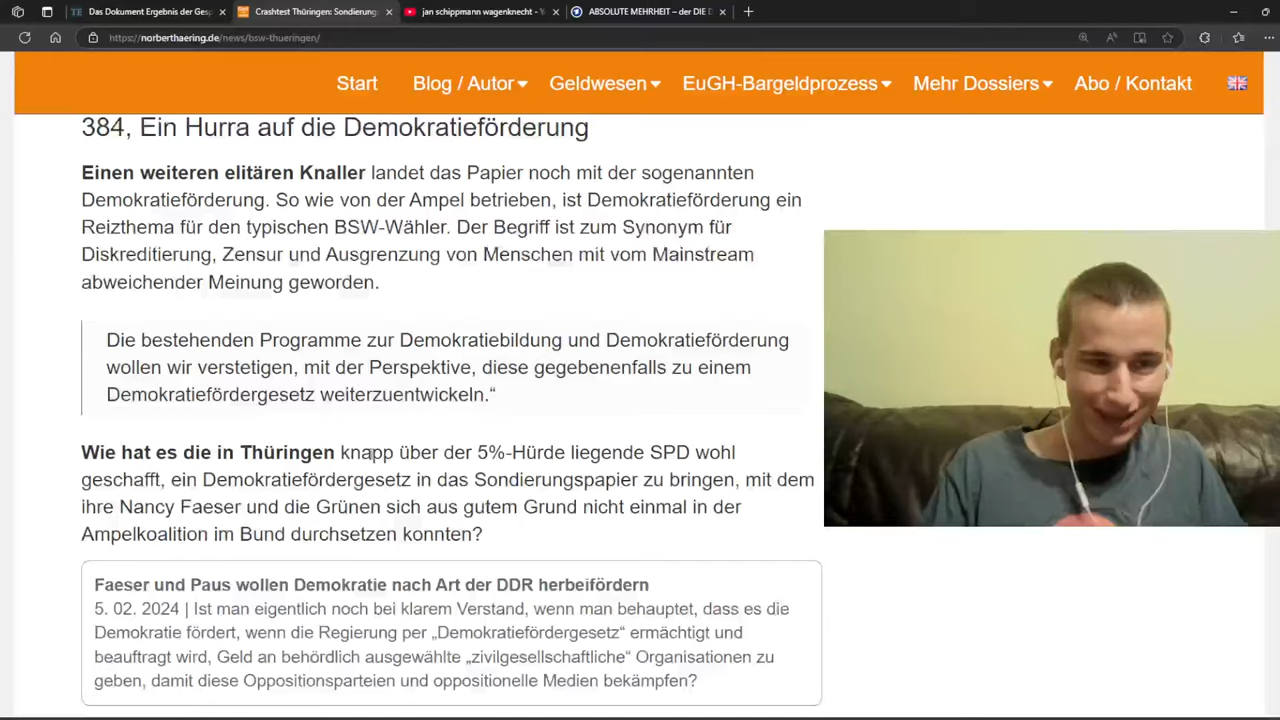 Das Dokument Ergebnis der Gesp
Crashtest Thüringen: Sondierung:
jan schippmann wagenknecht - Y
ABSOLUTE MEHRHEIT – der DIE D
https://norberthaering.de/news/bsw-thueringen/
Start Blog / Autor Geldwesen EuGH-Bargeldprozess Mehr Dossiers Abo / Kontakt
384, Ein Hurra auf die Demokratieförderung
Einen weiteren elitären Knaller landet das Papier noch mit der sogenannten
Demokratieförderung. So wie von der Ampel betrieben, ist Demokratieförderung ein
Reizthema für den typischen BSW-Wähler. Der Begriff ist zum Synonym für
Diskreditierung, Zensur und Ausgrenzung von Menschen mit vom Mainstream
abweichender Meinung geworden.
Die bestehenden Programme zur Demokratiebildung und Demokratieförderung
wollen wir verstetigen, mit der Perspektive, diese gegebenenfalls zu einem
Demokratiefördergesetz weiterzuentwickeln.“
Wie hat es die in Thüringen knapp über der 5%-Hürde liegende SPD wohl
geschafft, ein Demokratiefördergesetz in das Sondierungspapier zu bringen, mit dem
ihre Nancy Faeser und die Grünen sich aus gutem Grund nicht einmal in der
Ampelkoalition im Bund durchsetzen konnten?
Faeser und Paus wollen Demokratie nach Art der DDR herbeifördern
5. 02. 2024 | Ist man eigentlich noch bei klarem Verstand, wenn man behauptet, dass es die
Demokratie fördert, wenn die Regierung per „Demokratiefördergesetz“ ermächtigt und
beauftragt wird, Geld an behördlich ausgewählte „zivilgesellschaftliche“ Organisationen zu
geben, damit diese Oppositionsparteien und oppositionelle Medien bekämpfen?